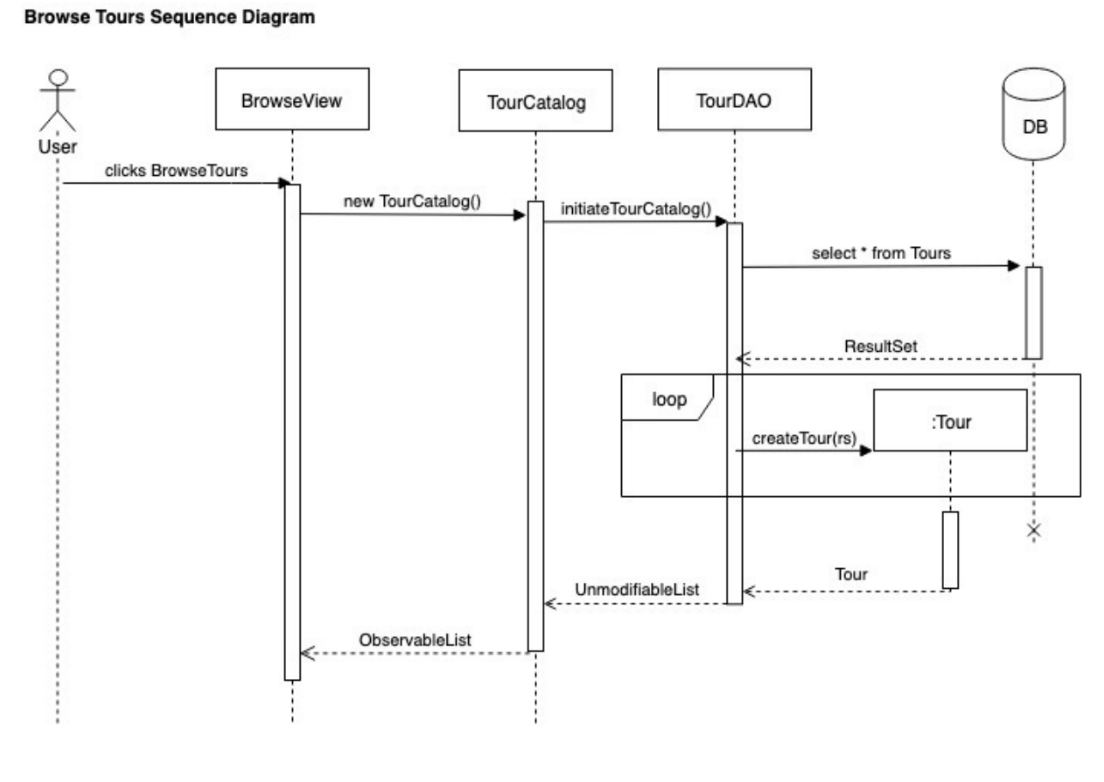 Browse Tours Sequence Diagram
BrowseView
TourCatalog
TourDAO
DB
User
clicks BrowseTours
new TourCatalog()
initiateTourCatalog()
select * from Tours
ResultSet
loop
:Tour
createTour(rs)
Tour
UnmodifiableList
ObservableList